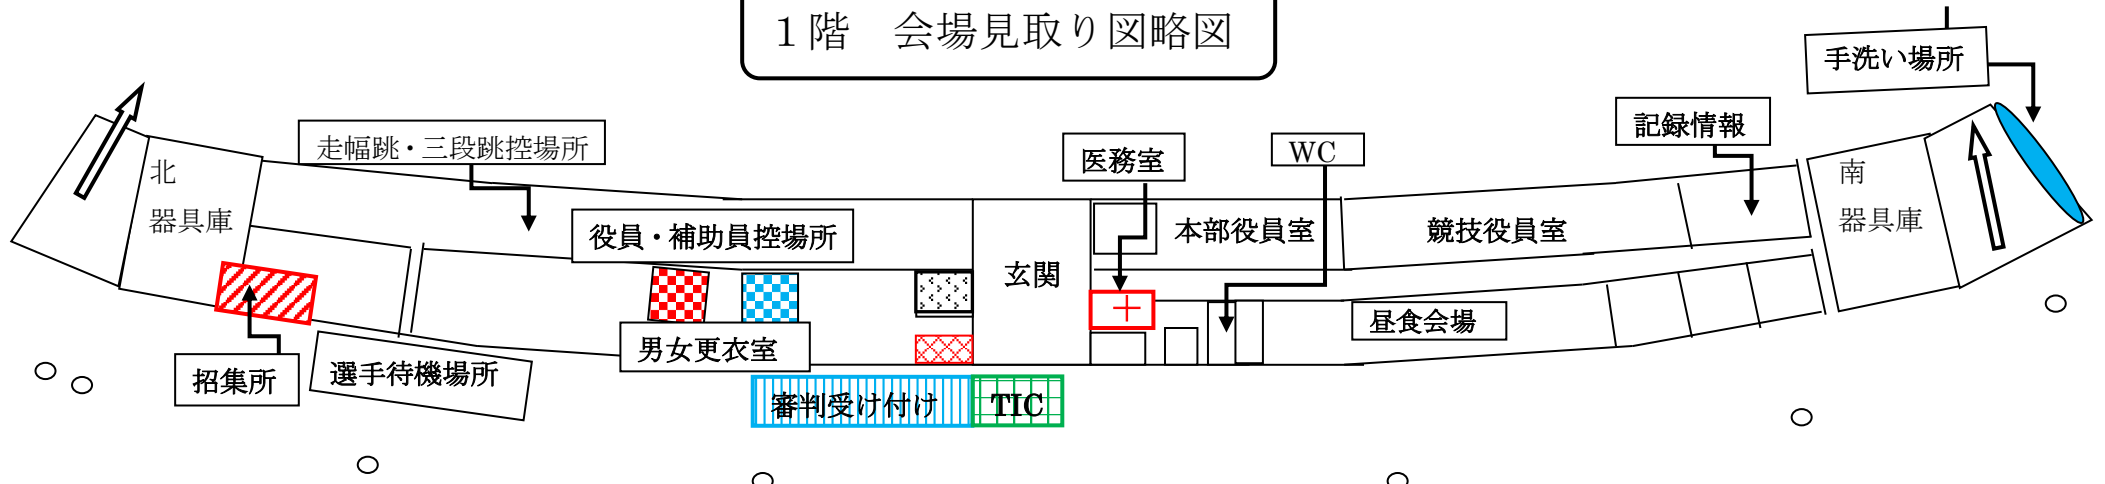 １階　会場見取り図略図
手洗い場所
記録情報
走幅跳・三段跳控場所
医務室
WC
北
器具庫
南
器具庫
役員・補助員控場所
本部役員室
競技役員室
玄関
昼食会場
男女更衣室
招集所
選手待機場所
審判受け付け
TIC